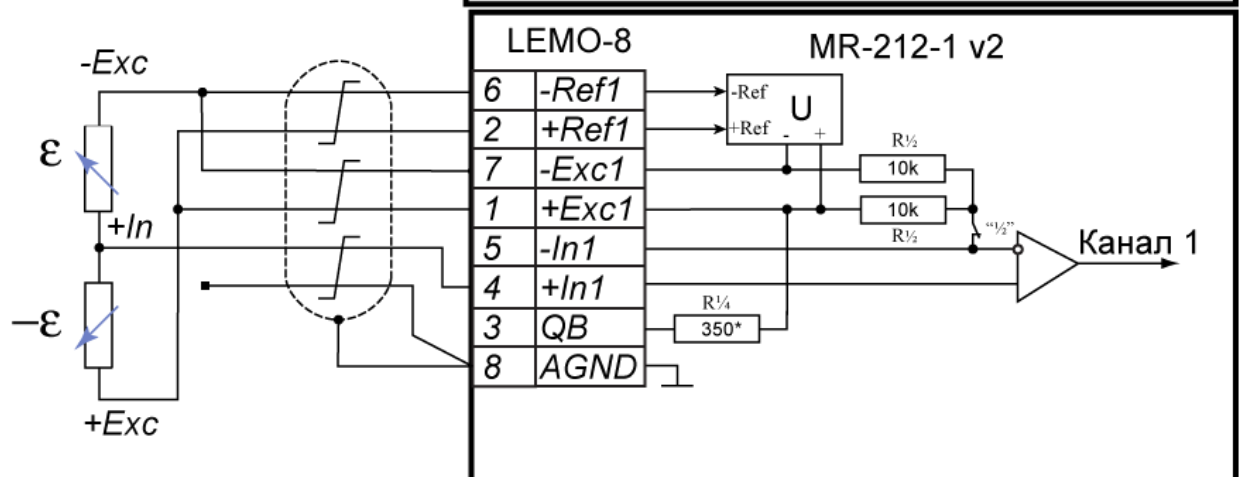 LEMO-8
MR-212-1 v2
-Exc
ε
+In
−ε
+Exc
6 -Ref1
2 +Ref1
7 -Exc1
1 +Exc1
5 -In1
4 +In1
3 QB
8 AGND
-Ref
U
+Ref
- +
R½
10k
10k
R½
“½”
Канал 1
R¼
350*